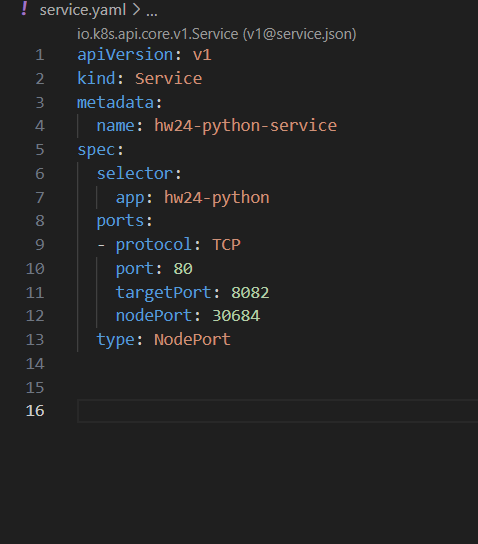 ! service.yaml > ...
io.k8s.api.core.v1.Service (v1@service.json)
1 apiVersion: v1
2 kind: Service
3 metadata:
4   name: hw24-python-service
5 spec:
6   selector:
7     app: hw24-python
8   ports:
9   - protocol: TCP
10     port: 80
11     targetPort: 8082
12     nodePort: 30684
13   type: NodePort
14
15
16